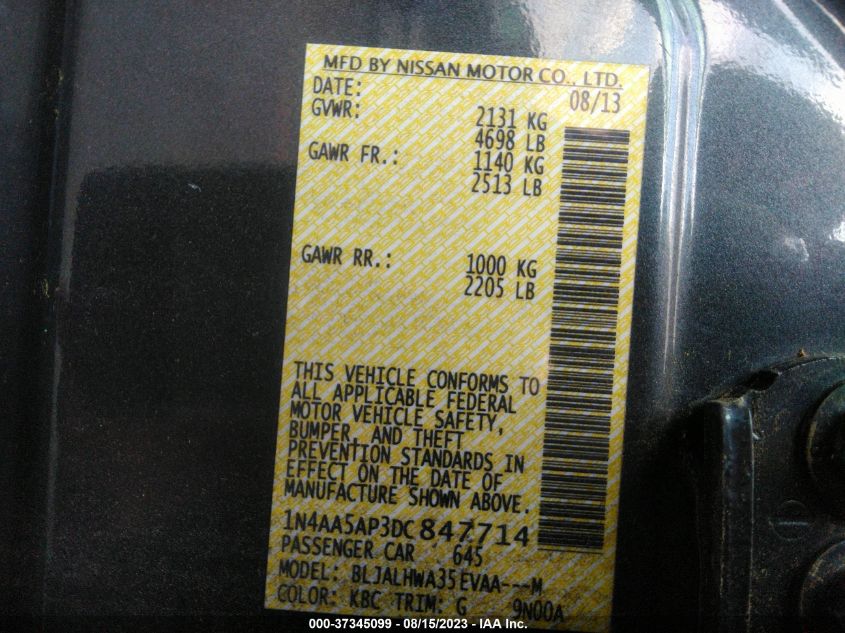 MFD BY NISSAN MOTOR CO., LTD.
DATE: 08/13
GVWR: 2131 KG
4698 LB
GAWR FR.: 1140 KG
2513 LB
GAWR RR.: 1000 KG
2205 LB
THIS VEHICLE CONFORMS TO
ALL APPLICABLE FEDERAL
MOTOR VEHICLE SAFETY,
BUMPER, AND THEFT
PREVENTION STANDARDS IN
EFFECT ON THE DATE OF
MANUFACTURE SHOWN ABOVE.
1N4AA5AP3DC847714
PASSENGER CAR 645
MODEL: BLJALHWA35EVAA---M
COLOR: KBC TRIM: G 9N00A
000-37345099 - 08/15/2023 - IAA Inc.